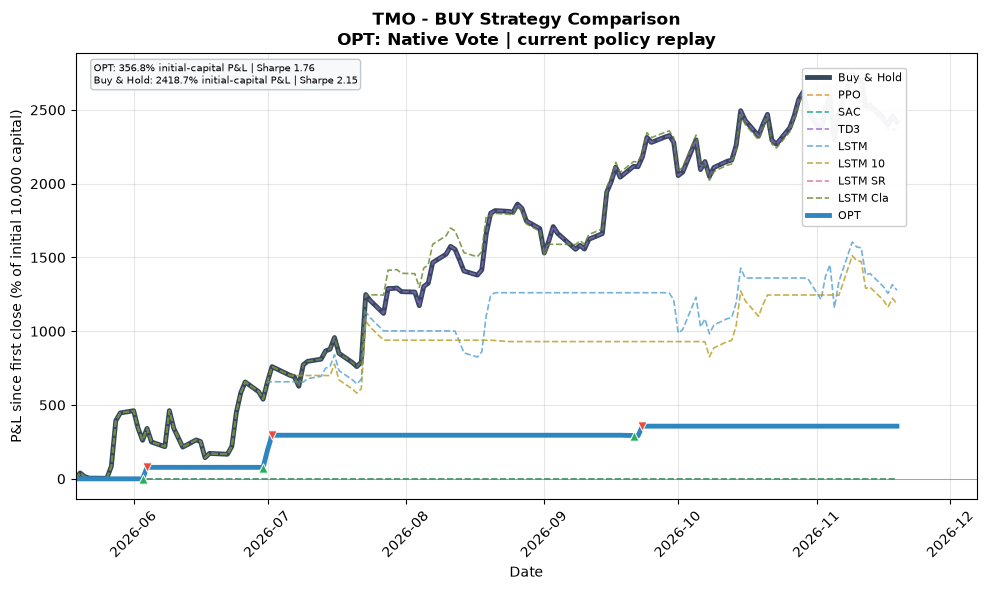 TMO - BUY Strategy Comparison
OPT: Native Vote | current policy replay
OPT: 356.8% initial-capital P&L | Sharpe 1.76
Buy & Hold: 2418.7% initial-capital P&L | Sharpe 2.15
Buy & Hold
PPO
SAC
TD3
LSTM
LSTM 10
LSTM SR
LSTM Cla
OPT
P&L since first close (% of initial 10,000 capital)
2500
2000
1500
1000
500
0
2026-06
2026-07
2026-08
2026-09
2026-10
2026-11
2026-12
Date